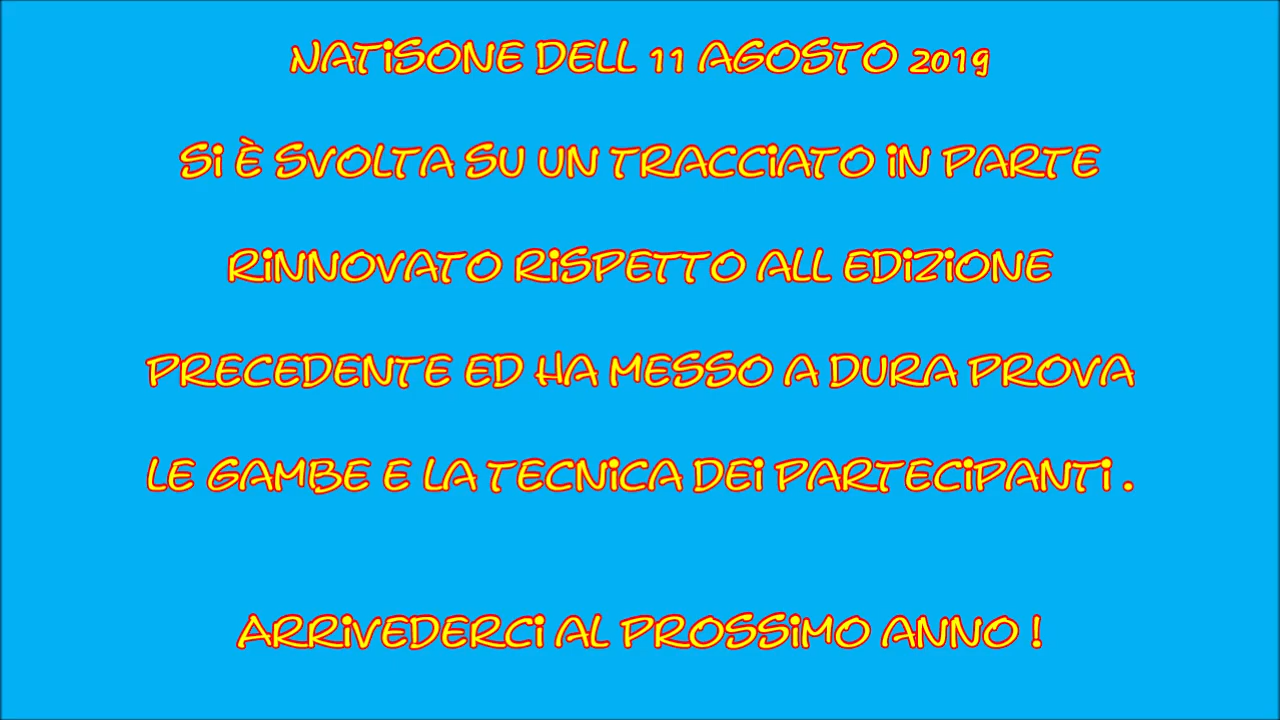 NATISONE DELL 11 AGOSTO 2019
SI È SVOLTA SU UN TRACCIATO IN PARTE
RINNOVATO RISPETTO ALL EDIZIONE
PRECEDENTE ED HA MESSO A DURA PROVA
LE GAMBE E LA TECNICA DEI PARTECIPANTI .
ARRIVEDERCI AL PROSSIMO ANNO !